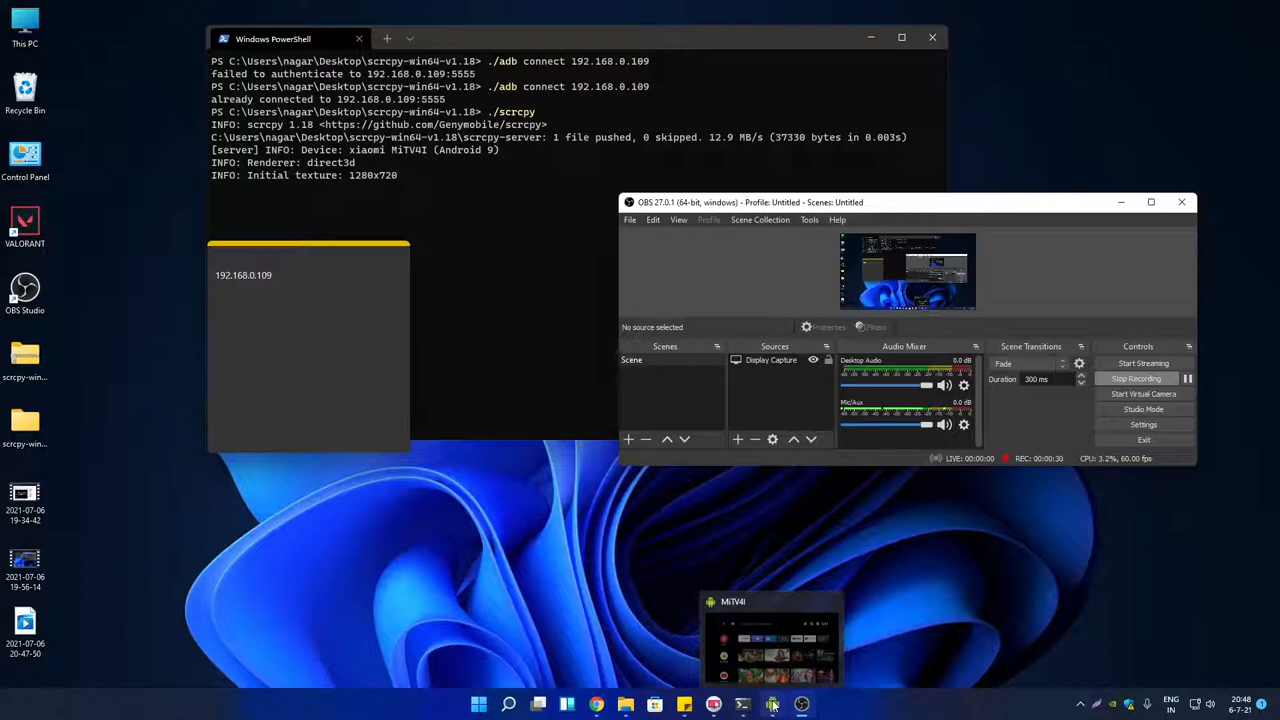 This PC
Recycle Bin
Control Panel
VALORANT
OBS Studio
scrcpy-win...
scrcpy-win...
2021-07-06
19-34-42
2021-07-06
19-56-14
2021-07-06
20-47-50
Windows PowerShell
PS C:\Users\nagar\Desktop\scrcpy-win64-v1.18> ./adb connect 192.168.0.109
failed to authenticate to 192.168.0.109:5555
PS C:\Users\nagar\Desktop\scrcpy-win64-v1.18> ./adb connect 192.168.0.109
already connected to 192.168.0.109:5555
PS C:\Users\nagar\Desktop\scrcpy-win64-v1.18> ./scrcpy
INFO: scrcpy 1.18 <https://github.com/Genymobile/scrcpy>
C:\Users\nagar\Desktop\scrcpy-win64-v1.18\scrcpy-server: 1 file pushed, 0 skipped. 12.9 MB/s (37330 bytes in 0.003s)
[server] INFO: Device: xiaomi MiTV4I (Android 9)
INFO: Renderer: direct3d
INFO: Initial texture: 1280x720
192.168.0.109
OBS 27.0.1 (64-bit, windows) - Profile: Untitled - Scenes: Untitled
File Edit View Profile Scene Collection Tools Help
No source selected
Properties Filters
Scenes Sources Audio Mixer Scene Transitions Controls
Scene
Display Capture
Desktop Audio 0.0 dB
Mic/Aux 0.0 dB
Fade
Duration 300 ms
Start Streaming
Stop Recording
Start Virtual Camera
Studio Mode
Settings
Exit
LIVE: 00:00:00 REC: 00:00:30 CPU: 3.2%, 60.00 fps
MiTV4I
ENG
IN
20:48
6-7-21